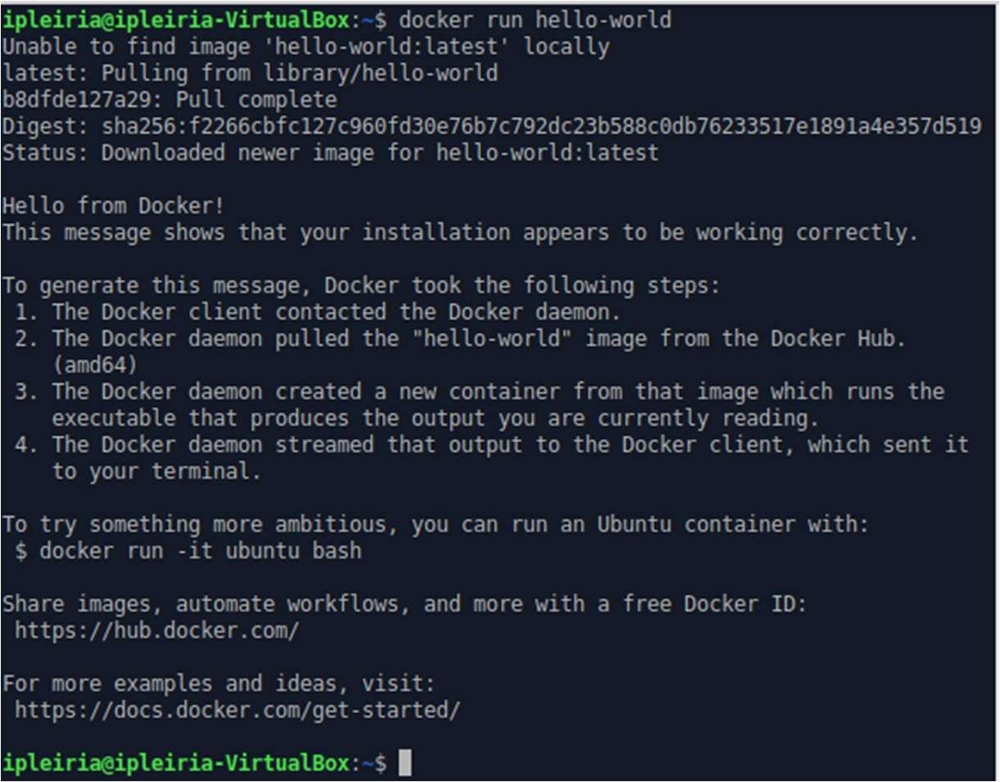 ipleiria@ipleiria-VirtualBox:~$ docker run hello-world
Unable to find image 'hello-world:latest' locally
latest: Pulling from library/hello-world
b8dfde127a29: Pull complete
Digest: sha256:f2266cbfc127c960fd30e76b7c792dc23b588c0db76233517e1891a4e357d519
Status: Downloaded newer image for hello-world:latest

Hello from Docker!
This message shows that your installation appears to be working correctly.

To generate this message, Docker took the following steps:
 1. The Docker client contacted the Docker daemon.
 2. The Docker daemon pulled the "hello-world" image from the Docker Hub.
    (amd64)
 3. The Docker daemon created a new container from that image which runs the
    executable that produces the output you are currently reading.
 4. The Docker daemon streamed that output to the Docker client, which sent it
    to your terminal.

To try something more ambitious, you can run an Ubuntu container with:
 $ docker run -it ubuntu bash

Share images, automate workflows, and more with a free Docker ID:
 https://hub.docker.com/

For more examples and ideas, visit:
 https://docs.docker.com/get-started/

ipleiria@ipleiria-VirtualBox:~$